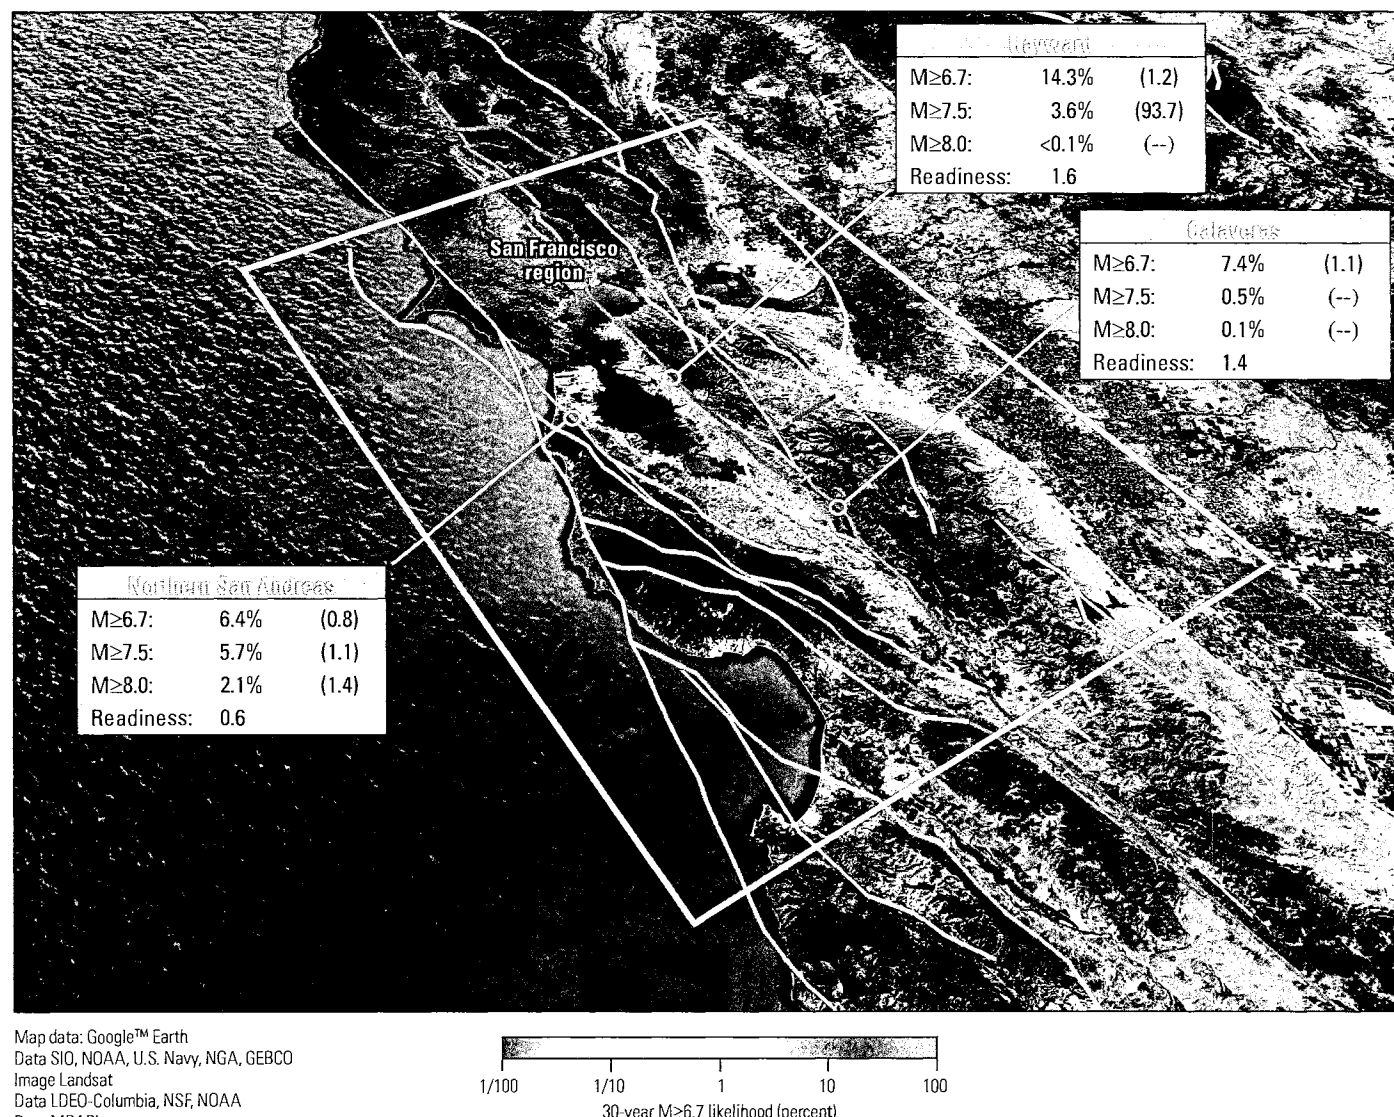 Hayward
M≥6.7: 14.3% (1.2)
M≥7.5: 3.6% (93.7)
M≥8.0: <0.1% (--)
Readiness: 1.6
Calaveras
M≥6.7: 7.4% (1.1)
M≥7.5: 0.5% (--)
M≥8.0: 0.1% (--)
Readiness: 1.4
San Francisco
region
Northern San Andreas
M≥6.7: 6.4% (0.8)
M≥7.5: 5.7% (1.1)
M≥8.0: 2.1% (1.4)
Readiness: 0.6
Map data: Google™ Earth
Data SIO, NOAA, U.S. Navy, NGA, GEBCO
Image Landsat
Data LDEO-Columbia, NSF, NOAA
1/100 1/10 1 10 100
30-year M≥6.7 likelihood (percent)